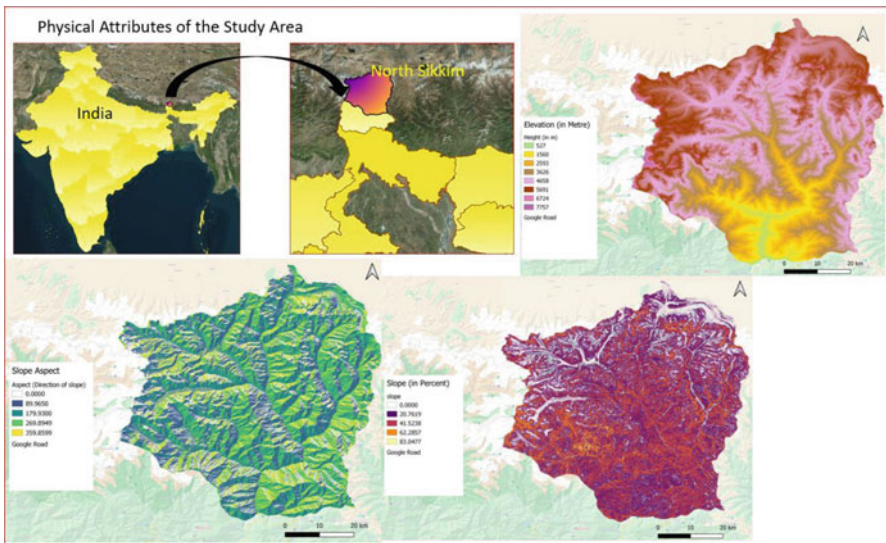 Physical Attributes of the Study Area
India
North Sikkim
Elevation (in Metre)
Height (in m)
527
1560
2593
3626
4658
5691
6724
7757
Google Road
0 10 20 km
Slope Aspect
Aspect (Direction of slope)
0.0000
89.9650
179.9300
269.8949
359.8599
Google Road
0 10 20 km
Slope (in Percent)
slope
0.0000
20.7619
41.5238
62.2857
83.0477
Google Road
0 10 20 km